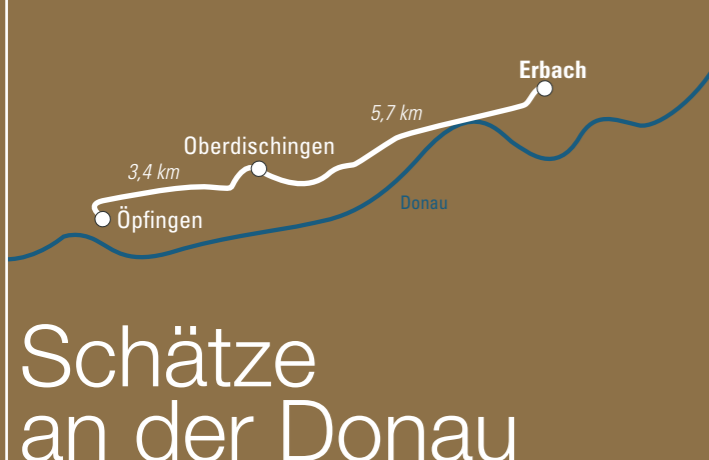 Erbach
5,7 km
Oberdischingen
3,4 km
Donau
Öpfingen
Schätze
an der Donau